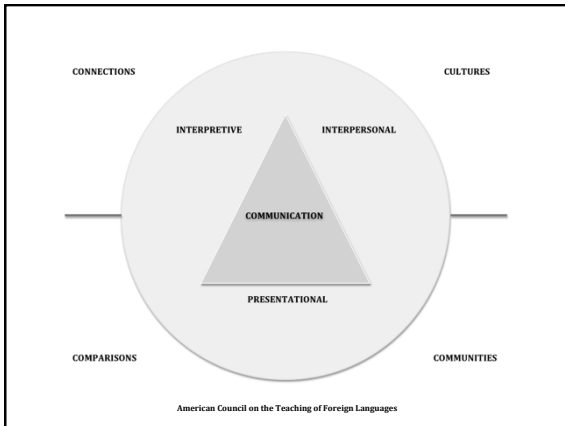 CONNECTIONS
CULTURES
INTERPRETIVE
INTERPERSONAL
COMMUNICATION
PRESENTATIONAL
COMPARISONS
COMMUNITIES
American Council on the Teaching of Foreign Languages